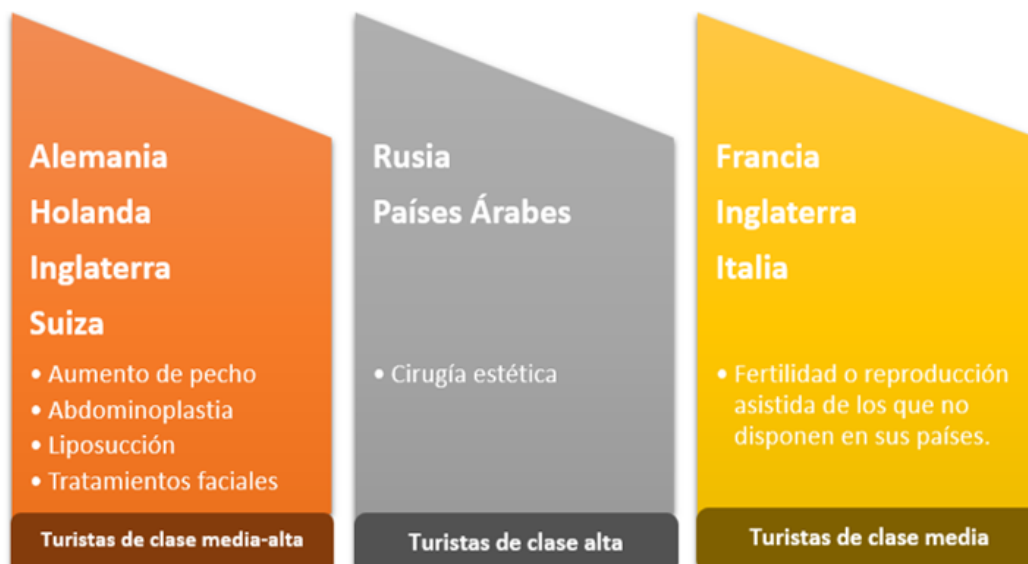 Alemania
Holanda
Inglaterra
Suiza
• Aumento de pecho
• Abdominoplastia
• Liposucción
• Tratamientos faciales
Turistas de clase media-alta
Rusia
Países Árabes
• Cirugía estética
Turistas de clase alta
Francia
Inglaterra
Italia
• Fertilidad o reproducción
asistida de los que no
disponen en sus países.
Turistas de clase media